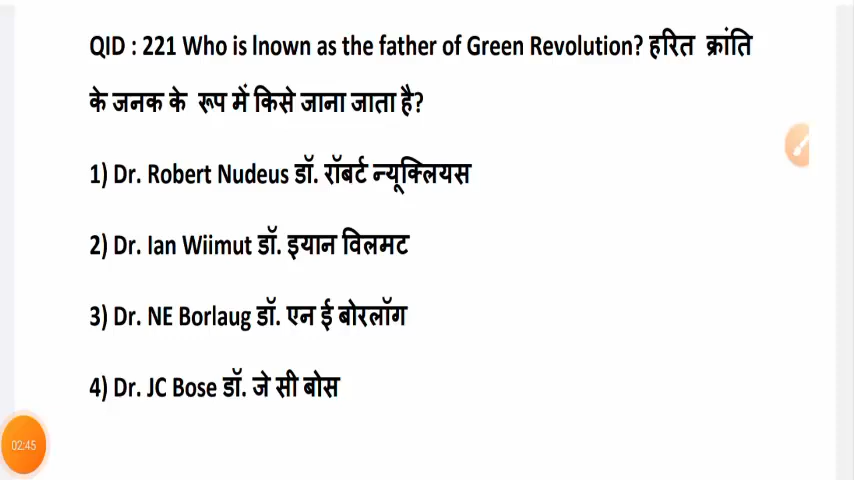 QID : 221 Who is lnown as the father of Green Revolution? हरित क्रांति
के जनक के रूप में किसे जाना जाता है?
1) Dr. Robert Nudeus डॉ. रॉबर्ट न्यूक्लियस
2) Dr. Ian Wiimut डॉ. इयान विलमट
3) Dr. NE Borlaug डॉ. एन ई बोरलॉग
4) Dr. JC Bose डॉ. जे सी बोस
02:45